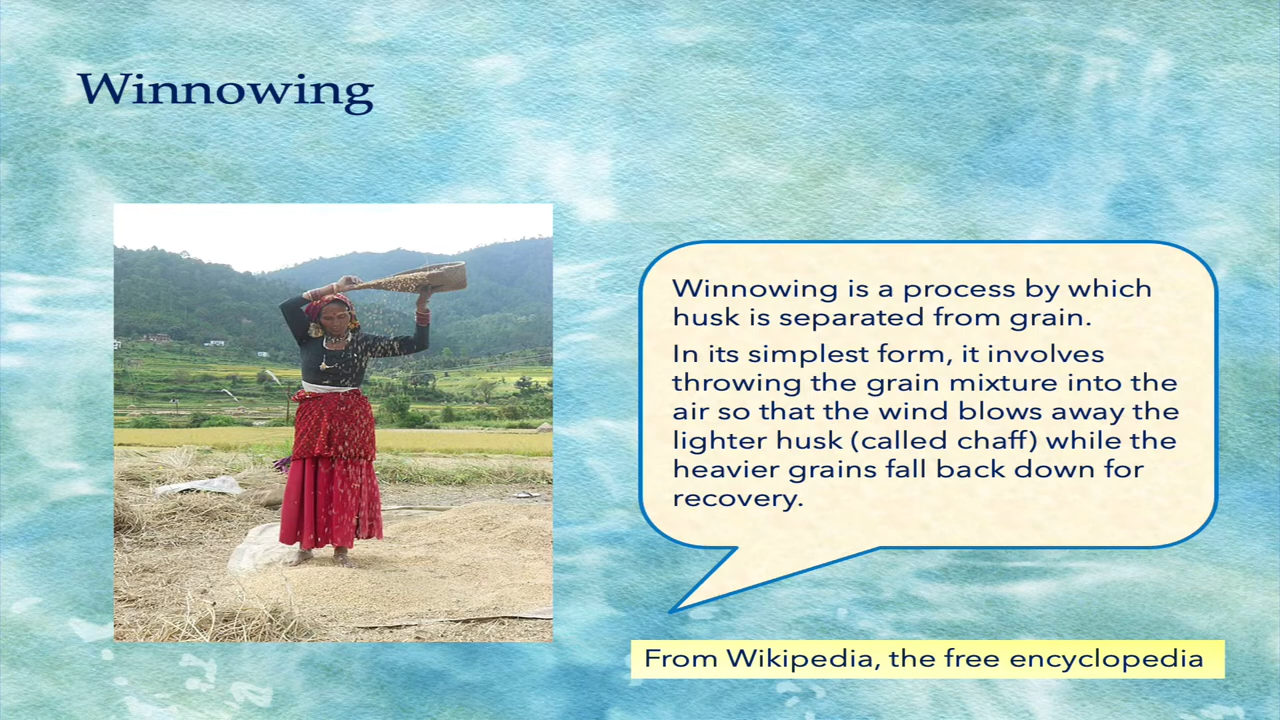 Winnowing
Winnowing is a process by which
husk is separated from grain.
In its simplest form, it involves
throwing the grain mixture into the
air so that the wind blows away the
lighter husk (called chaff) while the
heavier grains fall back down for
recovery.
From Wikipedia, the free encyclopedia